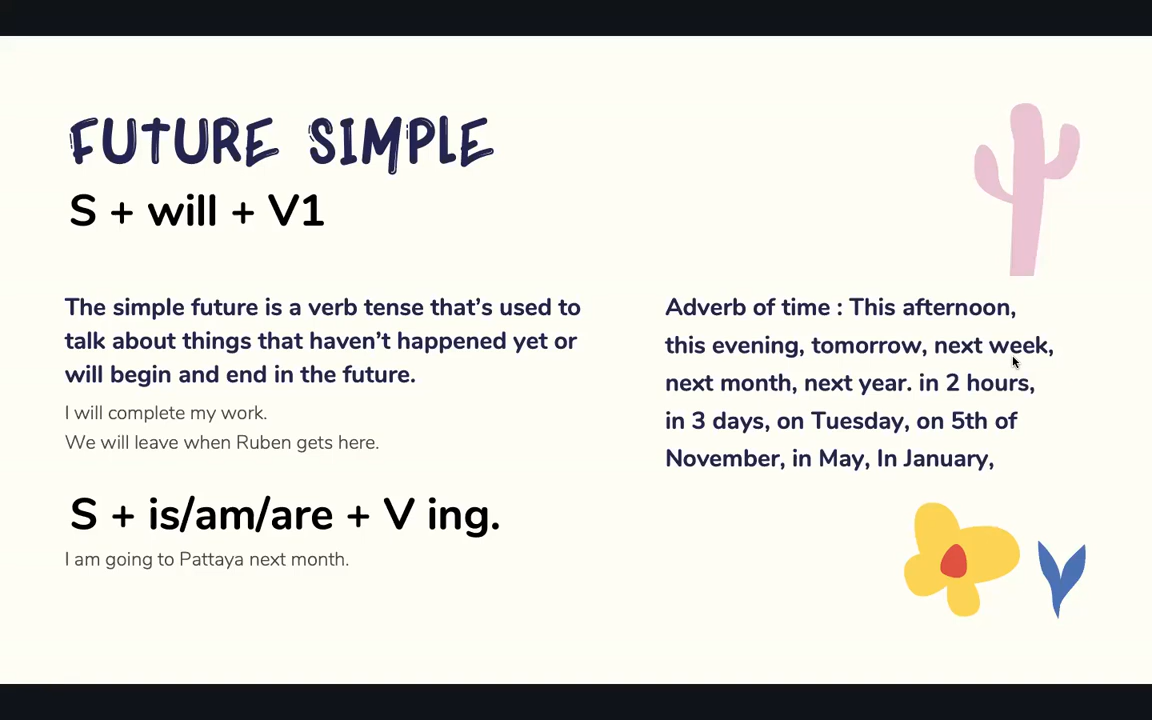 FUTURE SIMPLE
S + will + V1
The simple future is a verb tense that's used to
talk about things that haven't happened yet or
will begin and end in the future.
I will complete my work.
We will leave when Ruben gets here.
S + is/am/are + V ing.
I am going to Pattaya next month.
Adverb of time : This afternoon,
this evening, tomorrow, next week,
next month, next year. in 2 hours,
in 3 days, on Tuesday, on 5th of
November, in May, In January,